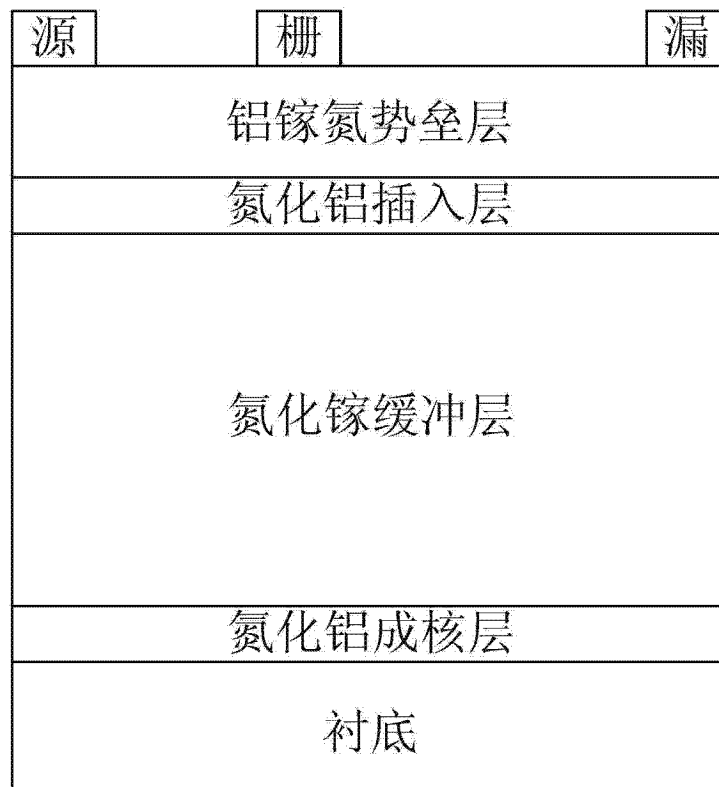 源 栅 漏
铝镓氮势垒层
氮化铝插入层
氮化镓缓冲层
氮化铝成核层
衬底